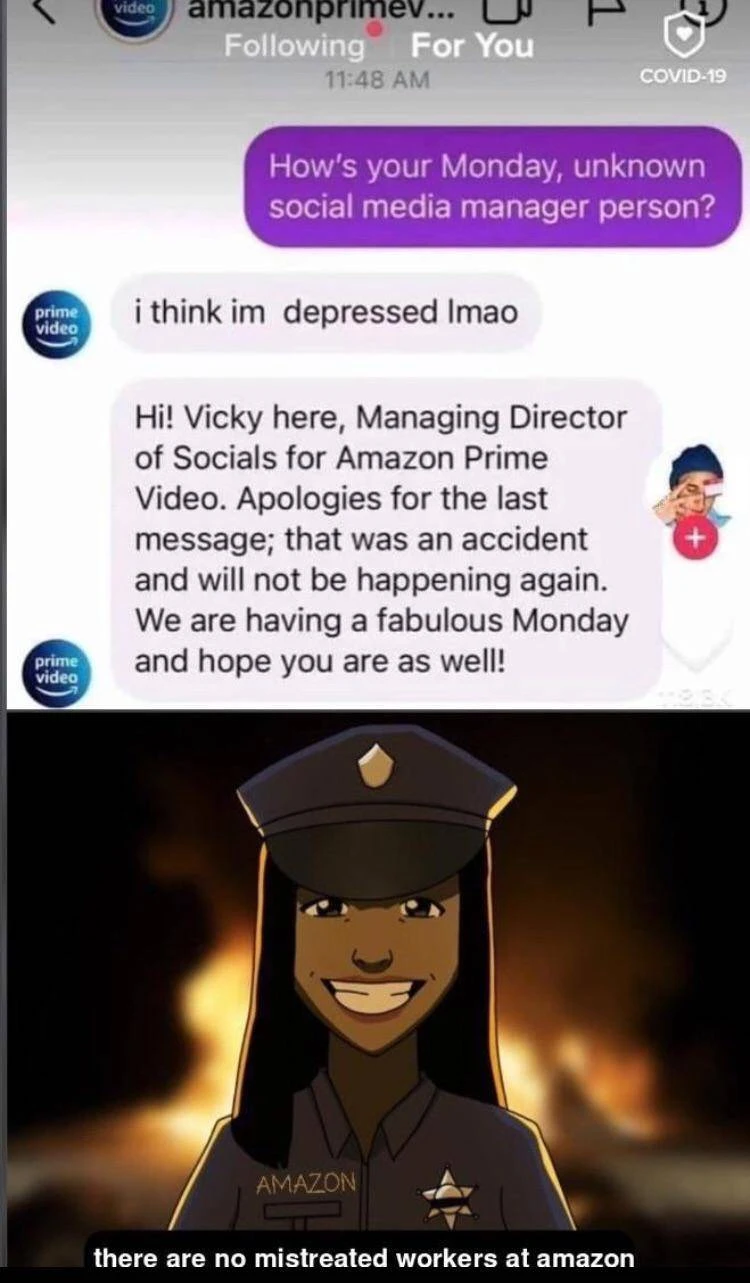 video
amazonprimev...
Following
For You
11:48 AM
COVID-19
How's your Monday, unknown
social media manager person?
prime
video
i think im depressed lmao
Hi! Vicky here, Managing Director
of Socials for Amazon Prime
Video. Apologies for the last
message; that was an accident
and will not be happening again.
We are having a fabulous Monday
and hope you are as well!
prime
video
AMAZON
there are no mistreated workers at amazon